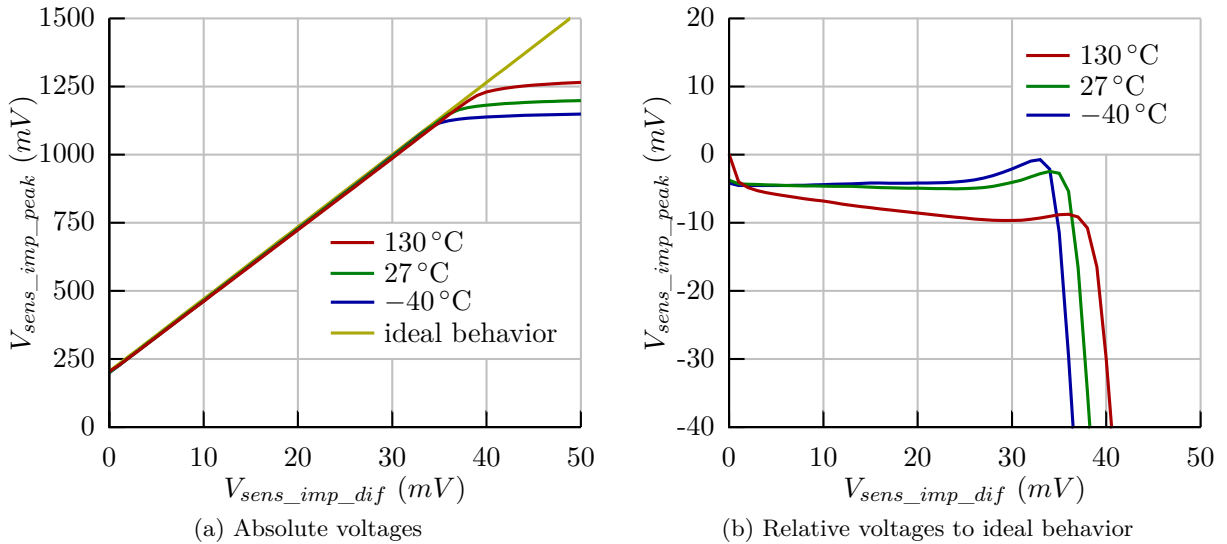 1500
1250
1000
750
500
250
0
0
10
20
30
40
50
V_sens_imp_peak (mV)
V_sens_imp_dif (mV)
130 °C
27 °C
−40 °C
ideal behavior
(a) Absolute voltages
20
10
0
-10
-20
-30
-40
0
10
20
30
40
50
V_sens_imp_peak (mV)
V_sens_imp_dif (mV)
130 °C
27 °C
−40 °C
(b) Relative voltages to ideal behavior